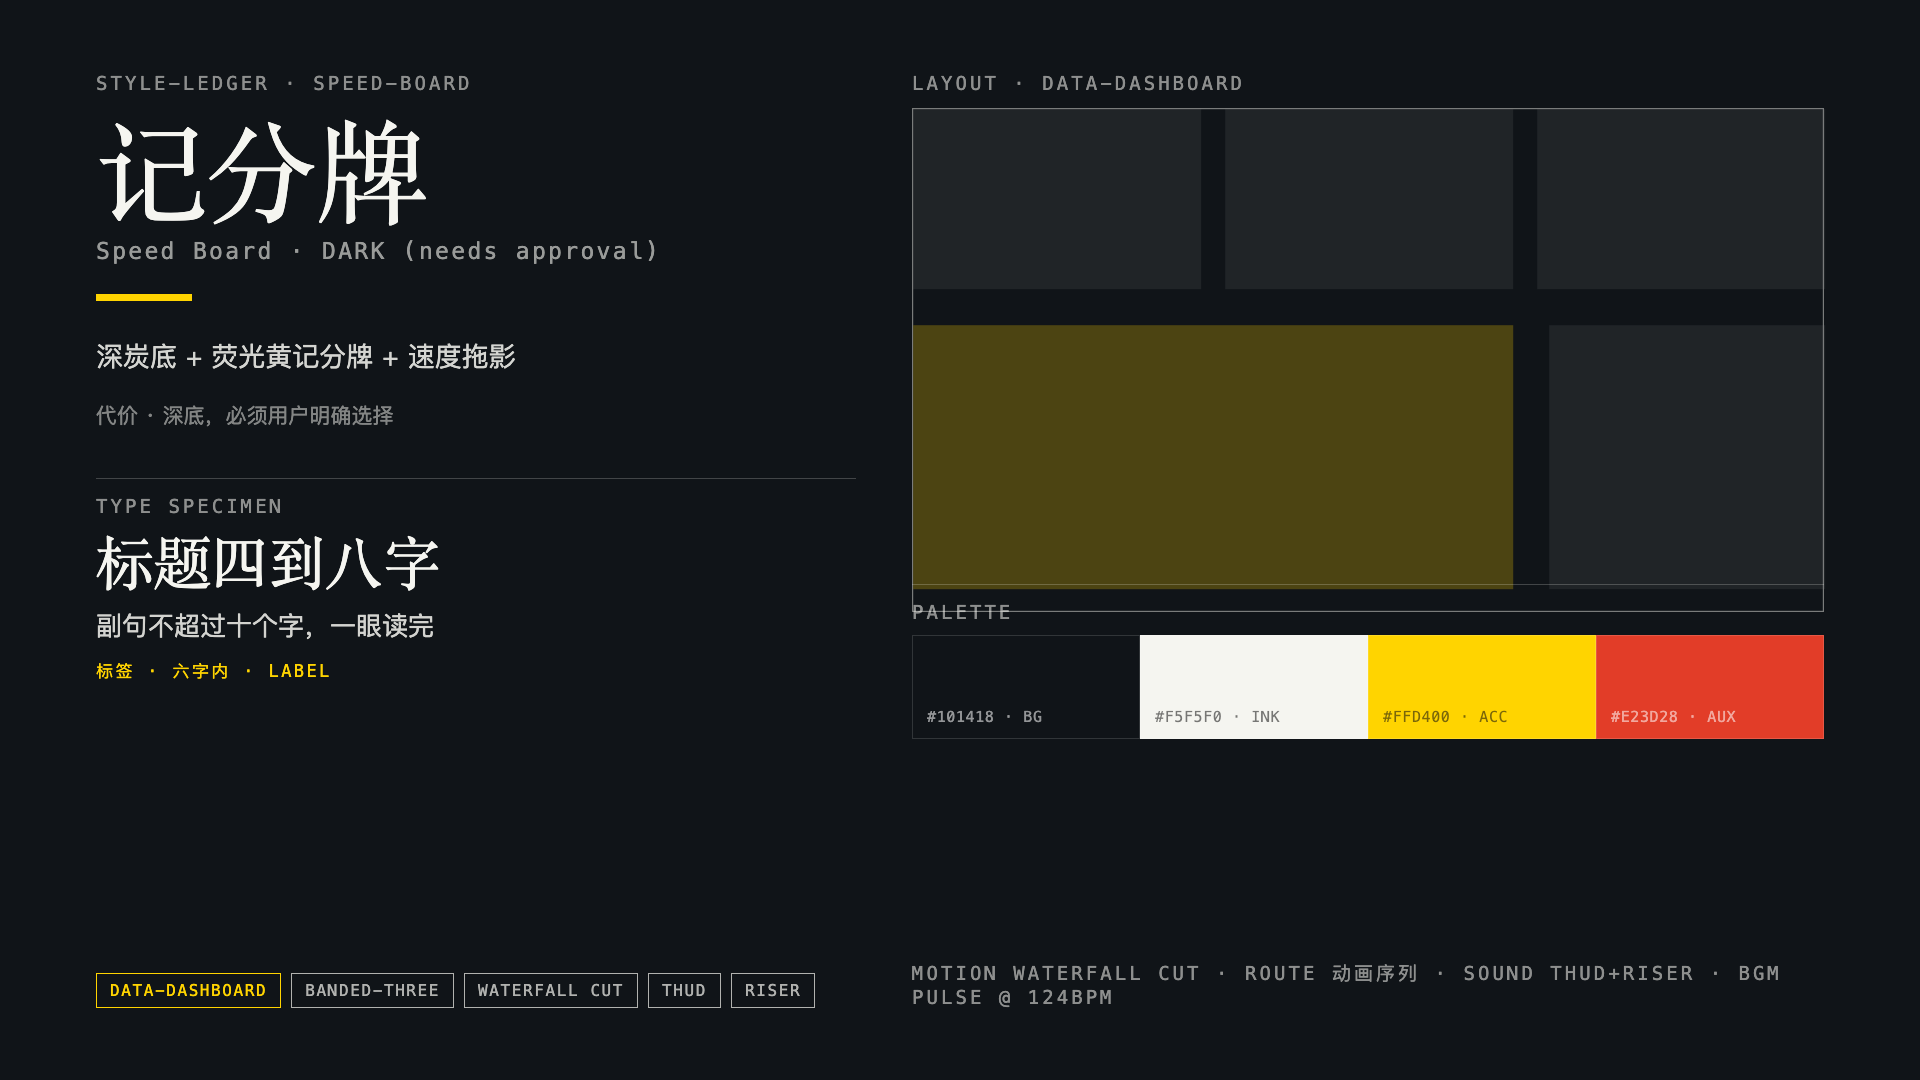 STYLE-LEDGER · SPEED-BOARD
记分牌
Speed Board · DARK (needs approval)
深炭底 + 荧光黄记分牌 + 速度拖影
代价 · 深底，必须用户明确选择
TYPE SPECIMEN
标题四到八字
副句不超过十个字，一眼读完
标签 · 六字内 · LABEL
DATA-DASHBOARD
BANDED-THREE
WATERFALL CUT
THUD
RISER
LAYOUT · DATA-DASHBOARD
PALETTE
#101418 · BG
#F5F5F0 · INK
#FFD400 · ACC
#E23D28 · AUX
MOTION WATERFALL CUT · ROUTE 动画序列 · SOUND THUD+RISER · BGM
PULSE @ 124BPM